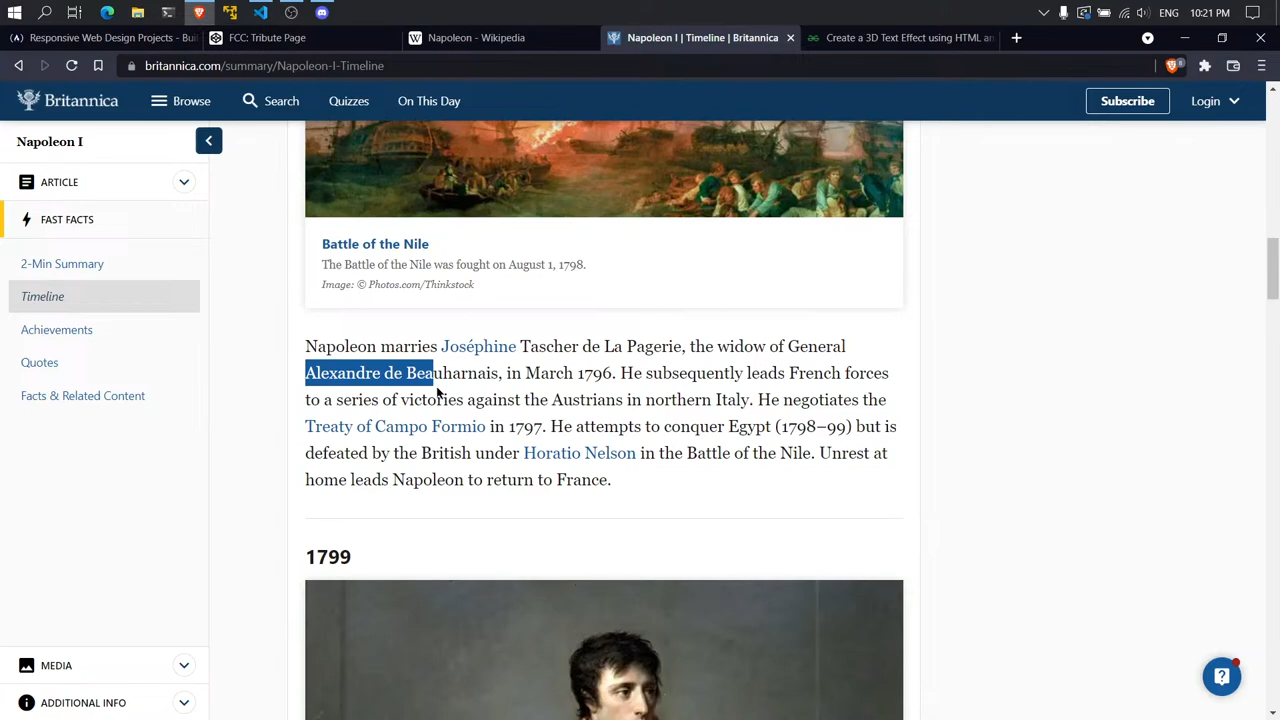 ENG 10:21 PM
Responsive Web Design Projects - Bui
FCC: Tribute Page
Napoleon - Wikipedia
Napoleon I | Timeline | Britannica
Create a 3D Text Effect using HTML an
britannica.com/summary/Napoleon-I-Timeline
8
Britannica
Browse
Search
Quizzes
On This Day
Subscribe
Login
Napoleon I
ARTICLE
FAST FACTS
2-Min Summary
Timeline
Achievements
Quotes
Facts & Related Content
MEDIA
ADDITIONAL INFO
Battle of the Nile
The Battle of the Nile was fought on August 1, 1798.
Image: © Photos.com/Thinkstock
Napoleon marries Joséphine Tascher de La Pagerie, the widow of General
Alexandre de Beauharnais, in March 1796. He subsequently leads French forces
to a series of victories against the Austrians in northern Italy. He negotiates the
Treaty of Campo Formio in 1797. He attempts to conquer Egypt (1798–99) but is
defeated by the British under Horatio Nelson in the Battle of the Nile. Unrest at
home leads Napoleon to return to France.
1799